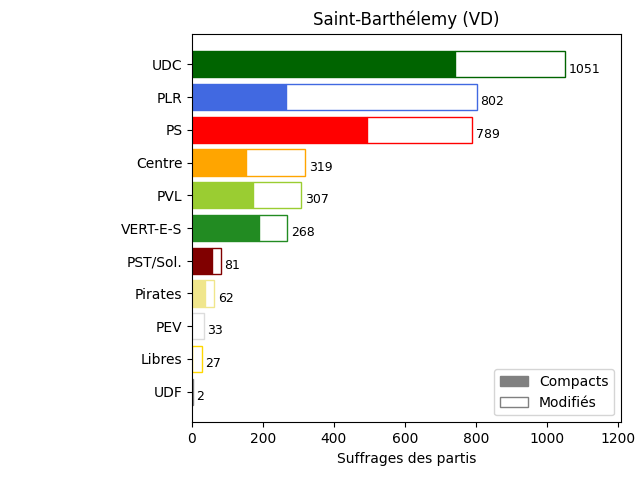 Saint-Barthélemy (VD)
UDC 1051
PLR 802
PS 789
Centre 319
PVL 307
VERT-E-S 268
PST/Sol. 81
Pirates 62
PEV 33
Libres 27
UDF 2
Compacts
Modifiés
0 200 400 600 800 1000 1200
Suffrages des partis